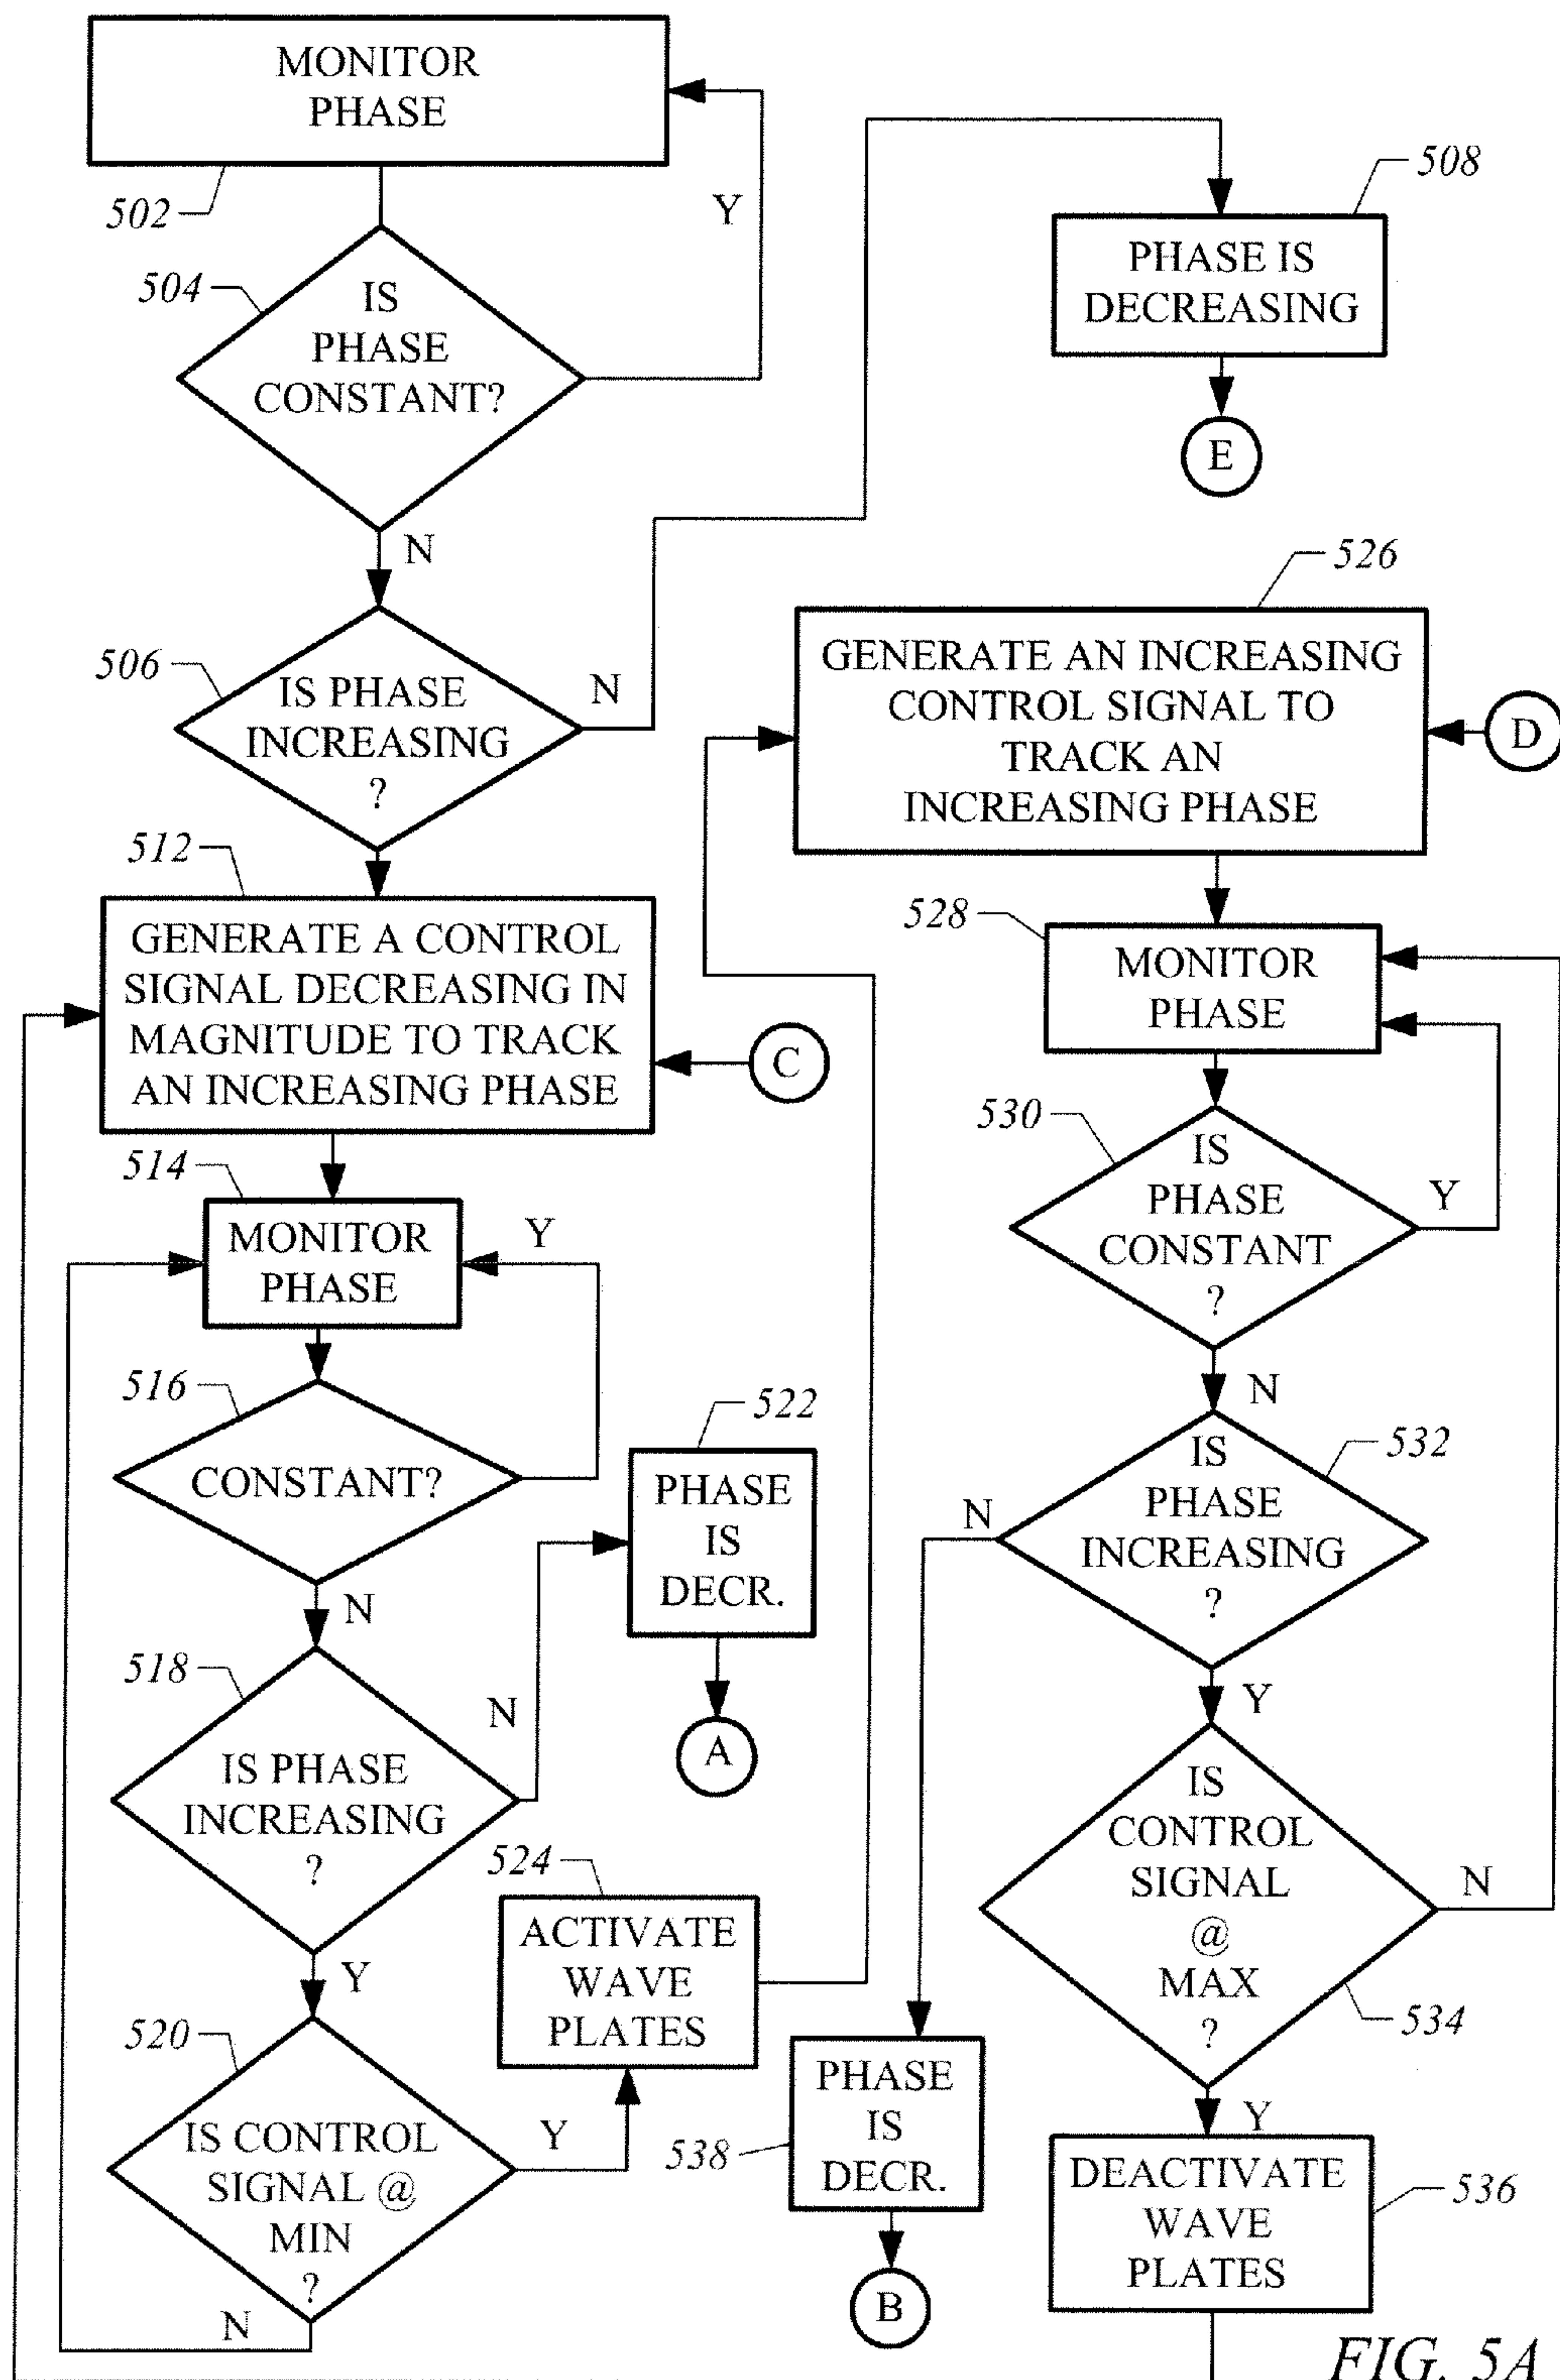 MONITOR
PHASE
502
Y
504
IS
PHASE
CONSTANT?
N
508
PHASE IS
DECREASING
E
506
IS PHASE
INCREASING
?
N
512
GENERATE A CONTROL
SIGNAL DECREASING IN
MAGNITUDE TO TRACK
AN INCREASING PHASE
C
514
MONITOR
PHASE
Y
516
CONSTANT?
N
518
IS PHASE
INCREASING
?
N
522
PHASE
IS
DECR.
A
Y
520
IS CONTROL
SIGNAL @
MIN
?
Y
N
524
ACTIVATE
WAVE
PLATES
526
GENERATE AN INCREASING
CONTROL SIGNAL TO
TRACK AN
INCREASING PHASE
D
528
MONITOR
PHASE
530
IS
PHASE
CONSTANT
?
Y
N
532
IS
PHASE
INCREASING
?
N
Y
IS
CONTROL
SIGNAL
@
MAX
?
N
534
538
PHASE
IS
DECR.
B
Y
DEACTIVATE
WAVE
PLATES
536
FIG. 5A